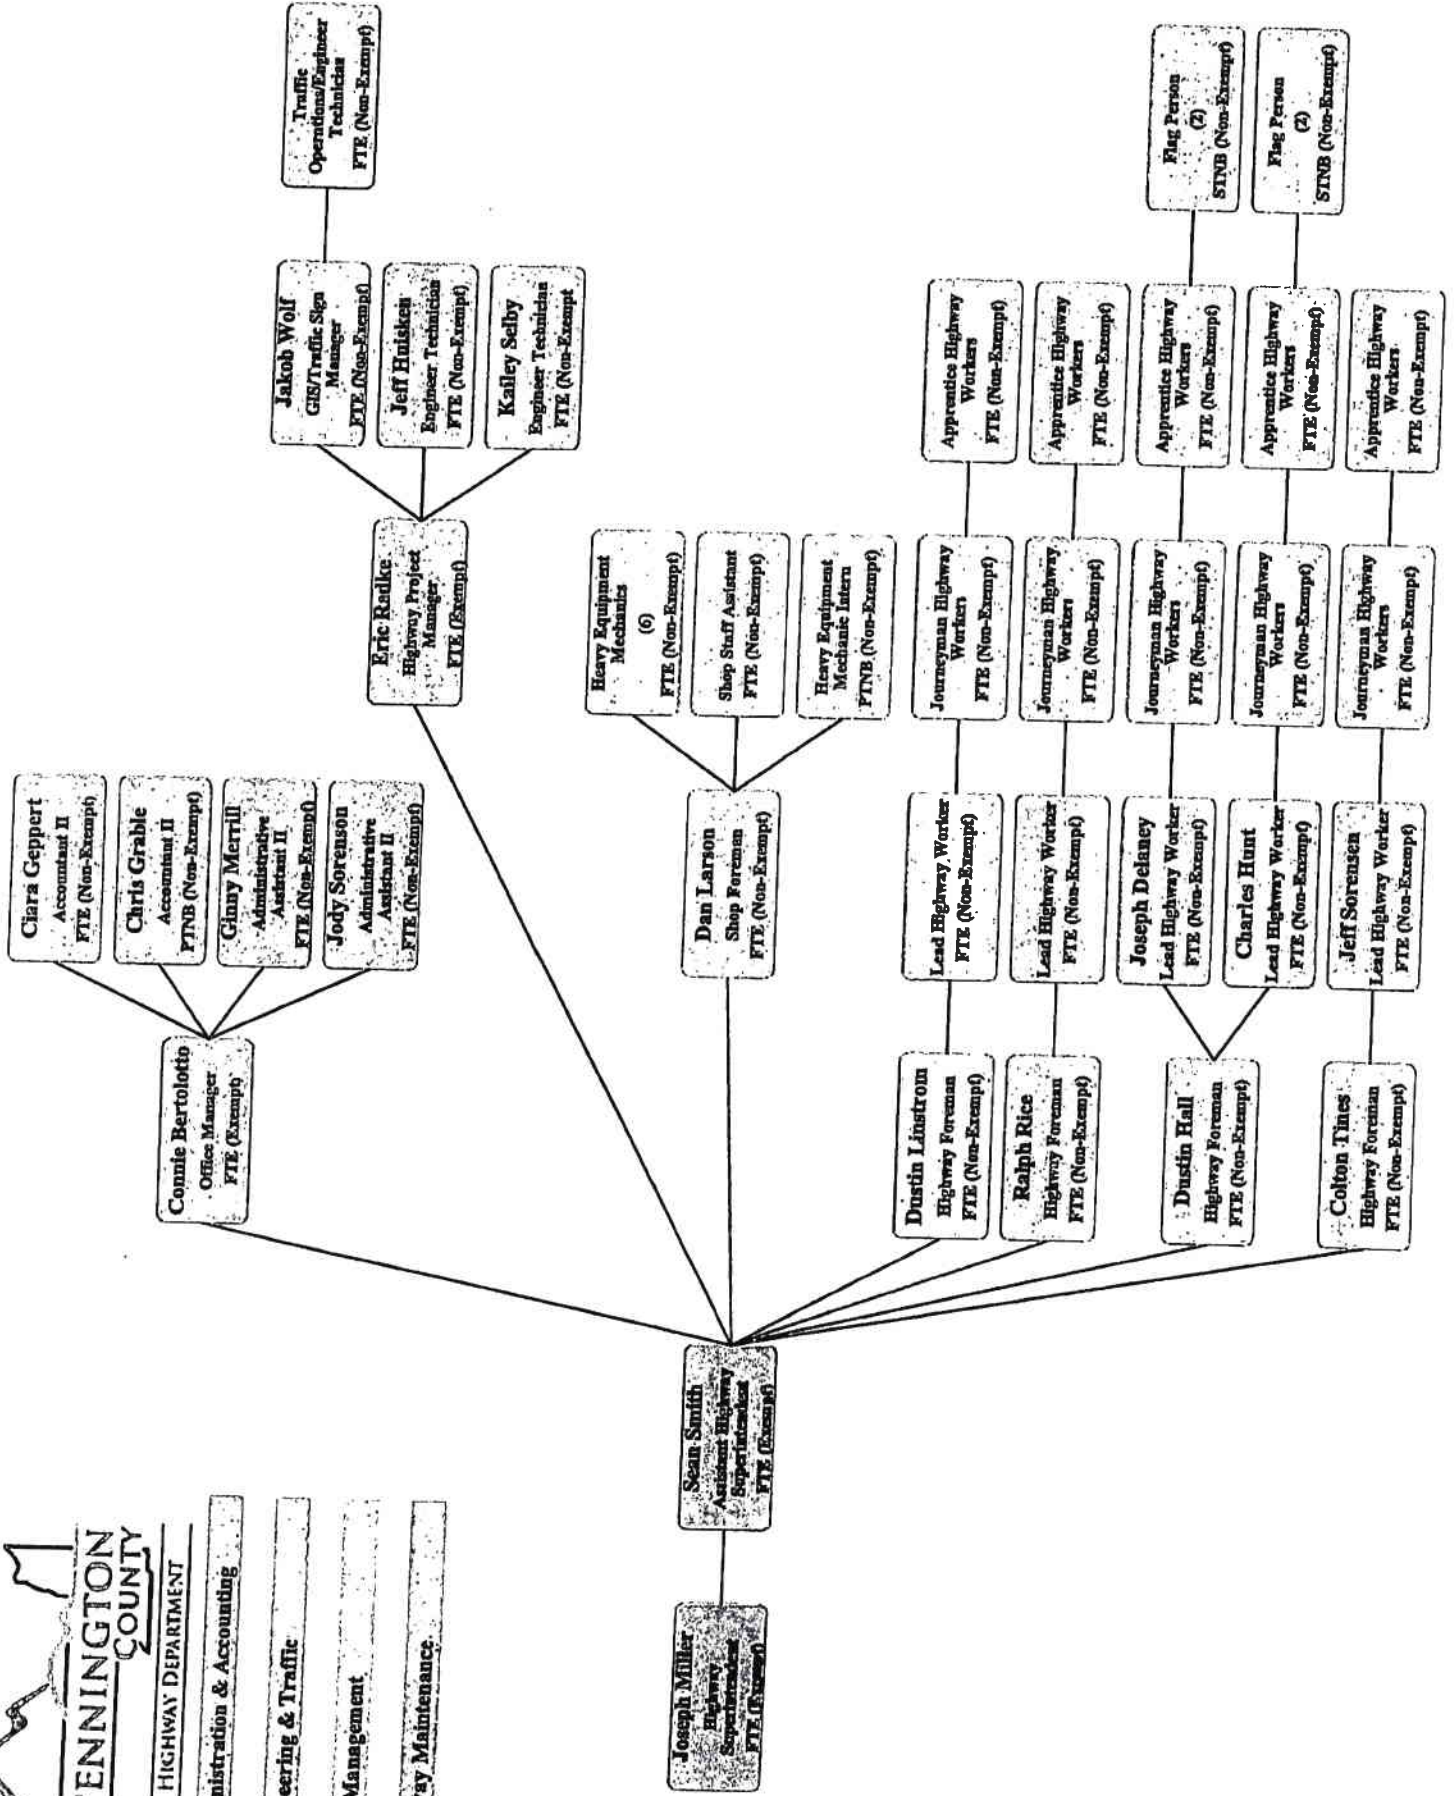 ENNINGTON
COUNTY
HIGHWAY DEPARTMENT
nistration & Accounting
eering & Traffic
Management
ay Maintenance
Joseph Miller
Highway
Superintendent
FTE (Exempt)
Sean Smith
Assistant Highway
Superintendent
FTE (Exempt)
Connie Bertolotto
Office Manager
FTE (Exempt)
Ciara Geppert
Accountant II
FTE (Non-Exempt)
Chris Grable
Accountant II
PTNB (Non-Exempt)
Ginny Merrill
Administrative
Assistant II
FTE (Non-Exempt)
Jody Sorenson
Administrative
Assistant II
FTE (Non-Exempt)
Eric Radke
Highway Project
Manager
FTE (Exempt)
Jakob Wolf
GIS/Traffic Sign
Manager
FTE (Non-Exempt)
Traffic
Operations/Engineer
Technician
FTE (Non-Exempt)
Jeff Huisken
Engineer Technician
FTE (Non-Exempt)
Kailey Selby
Engineer Technician
FTE (Non-Exempt
Dan Larson
Shop Foreman
FTE (Non-Exempt)
Heavy Equipment
Mechanics
(6)
FTE (Non-Exempt)
Shop Staff Assistant
FTE (Non-Exempt)
Heavy Equipment
Mechanic Intern
PTNB (Non-Exempt)
Dustin Linstrom
Highway Foreman
FTE (Non-Exempt)
Lead Highway Worker
FTE (Non-Exempt)
Journeyman Highway
Workers
FTE (Non-Exempt)
Apprentice Highway
Workers
FTE (Non-Exempt)
Ralph Rice
Highway Foreman
FTE (Non-Exempt)
Lead Highway Worker
FTE (Non-Exempt)
Journeyman Highway
Workers
FTE (Non-Exempt)
Apprentice Highway
Workers
FTE (Non-Exempt)
Dustin Hall
Highway Foreman
FTE (Non-Exempt)
Joseph Delaney
Lead Highway Worker
FTE (Non-Exempt)
Journeyman Highway
Workers
FTE (Non-Exempt)
Apprentice Highway
Workers
FTE (Non-Exempt)
Flag Person
(2)
STNB (Non-Exempt)
Charles Hunt
Lead Highway Worker
FTE (Non-Exempt)
Journeyman Highway
Workers
FTE (Non-Exempt)
Apprentice Highway
Workers
FTE (Non-Exempt)
Flag Person
(2)
STNB (Non-Exempt)
Colton Tines
Highway Foreman
FTE (Non-Exempt)
Jeff Sorensen
Lead Highway Worker
FTE (Non-Exempt)
Journeyman Highway
Workers
FTE (Non-Exempt)
Apprentice Highway
Workers
FTE (Non-Exempt)